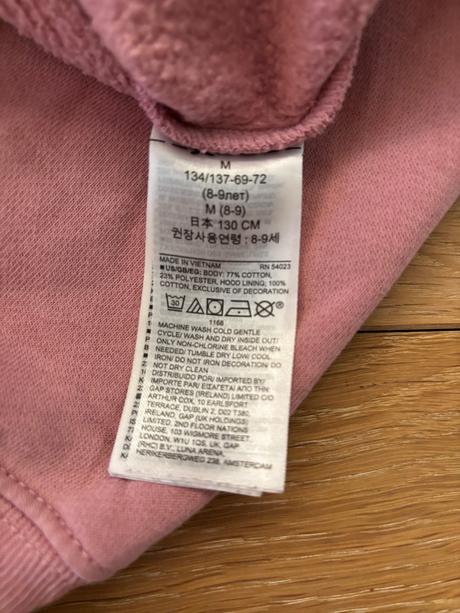 M
134/137-69-72
(8-9лет)
M (8-9)
日本 130 CM
권장사용연령 : 8-9세
MADE IN VIETNAM RN 54023
■US/GB/EG: BODY: 77% COTTON,
23% POLYESTER, HOOD LINING: 100%
COTTON, EXCLUSIVE OF DECORATION
30
1166
MACHINE WASH COLD GENTLE
CYCLE/ WASH AND DRY INSIDE OUT/
ONLY NON-CHLORINE BLEACH WHEN
NEEDED/ TUMBLE DRY LOW/ COOL
IRON/ DO NOT IRON DECORATION/ DO
NOT DRY CLEAN
DISTRIBUIDO POR/ IMPORTED BY/
IMPORTE PAR/ ΕΙΣΑΓΕΤΑΙ ΑΠΟ ΤΗΝ:
GAP STORES (IRELAND) LIMITED C/O
ARTHUR COX, 10 EARLSFORT
TERRACE, DUBLIN 2, D02 T380,
IRELAND, GAP (UK HOLDINGS)
LIMITED, 2ND FLOOR NATIONS
HOUSE, 103 WIGMORE STREET,
LONDON, W1U 1QS, UK, GAP
(RHC) B.V., LUNA ARENA,
HERIKERBERGWEG 238, AMSTERDAM